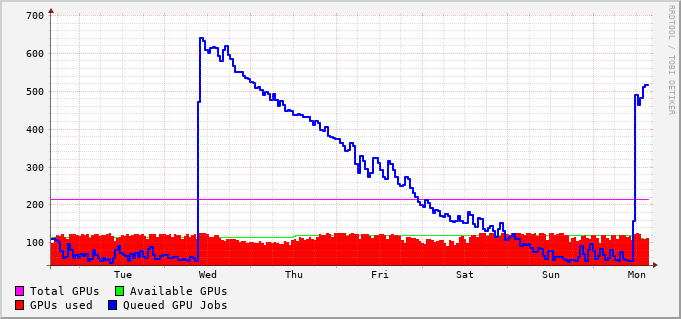 700
600
500
400
300
200
100
Tue Wed Thu Fri Sat Sun Mon
Total GPUs Available GPUs
GPUs used Queued GPU Jobs
RRDTOOL / TOBI OETIKER